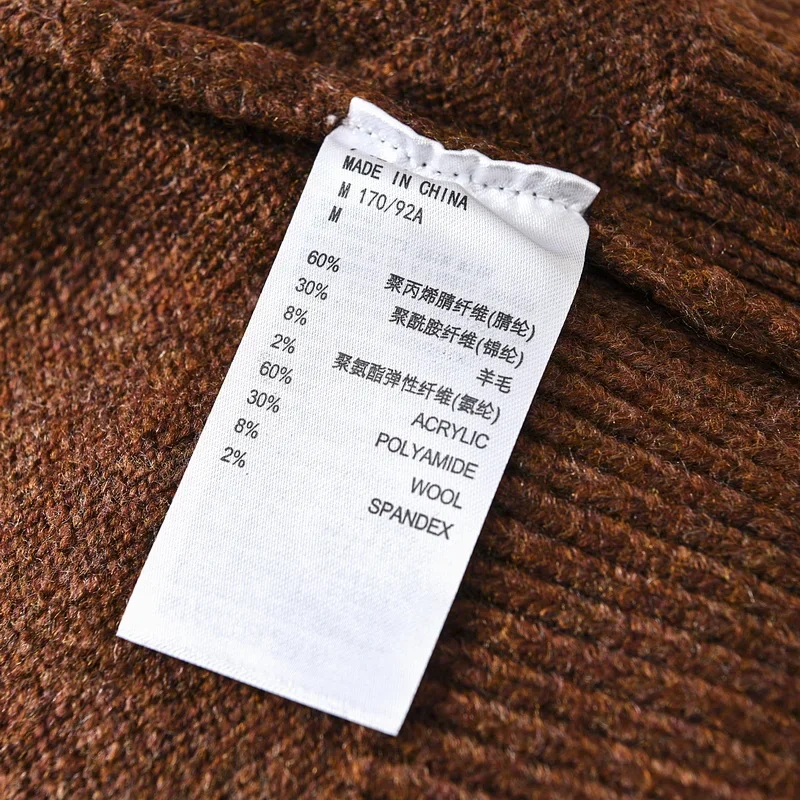 MADE IN CHINA
M 170/92A
M
60% 聚丙烯腈纤维(腈纶)
30% 聚酰胺纤维(锦纶)
8% 羊毛
2% 聚氨酯弹性纤维(氨纶)
60% ACRYLIC
30% POLYAMIDE
8% WOOL
2% SPANDEX